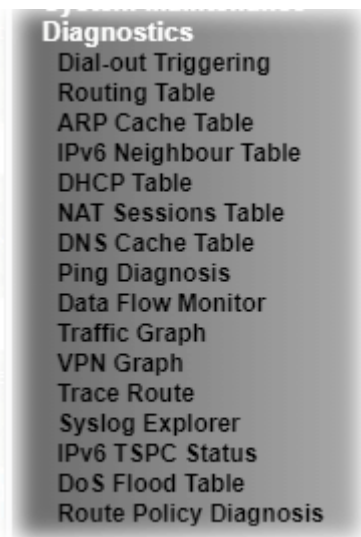 System Maintenance
Diagnostics
Dial-out Triggering
Routing Table
ARP Cache Table
IPv6 Neighbour Table
DHCP Table
NAT Sessions Table
DNS Cache Table
Ping Diagnosis
Data Flow Monitor
Traffic Graph
VPN Graph
Trace Route
Syslog Explorer
IPv6 TSPC Status
DoS Flood Table
Route Policy Diagnosis